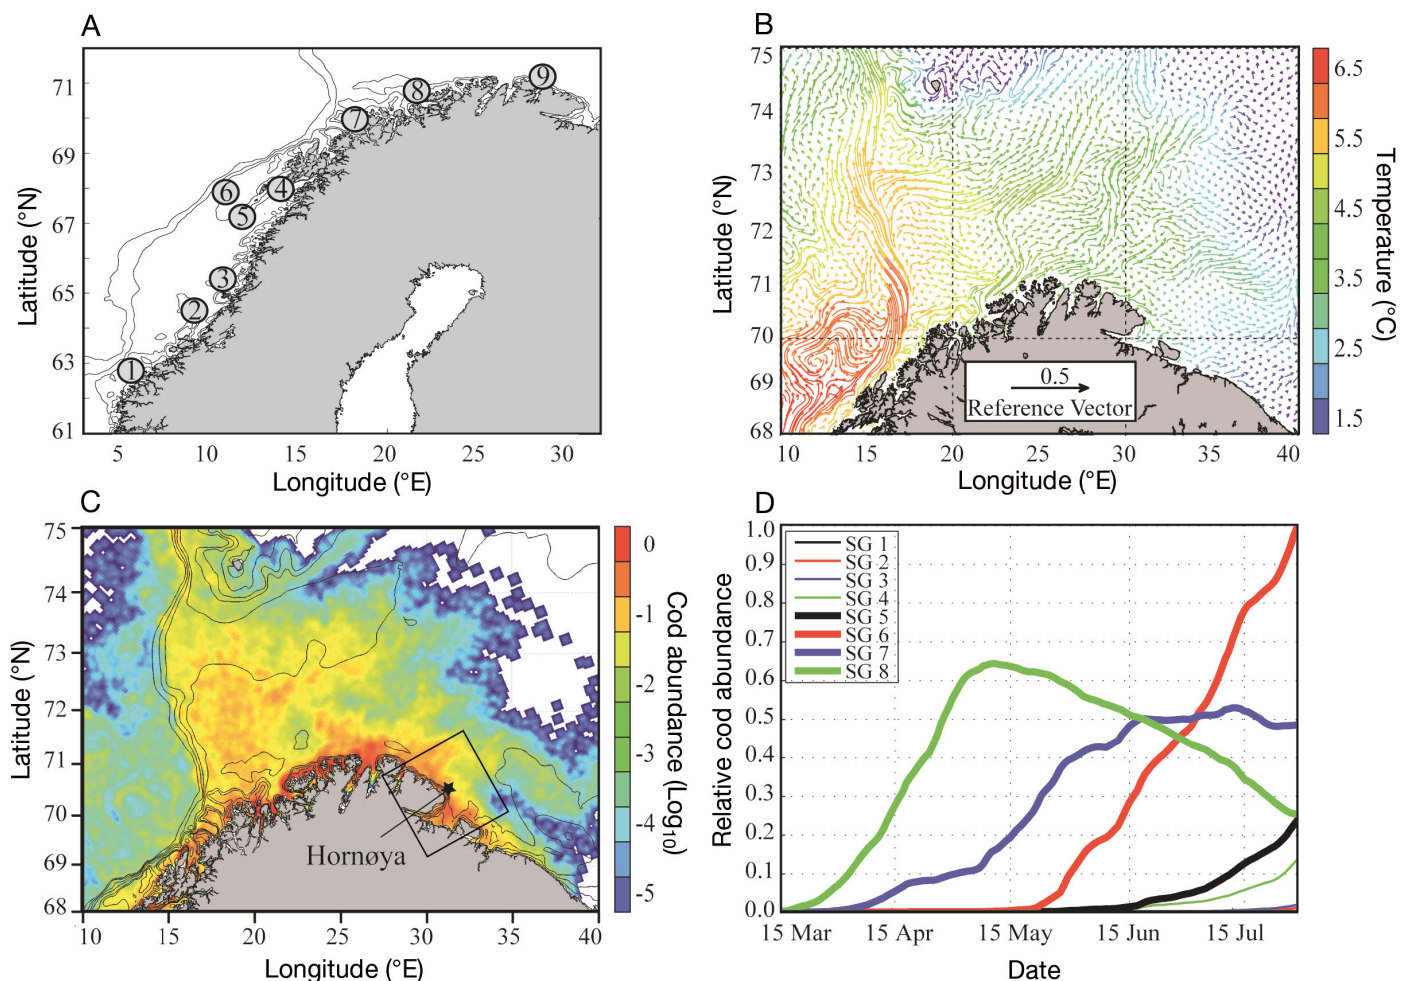 A
71
69
67
65
63
61
Latitude (°N)
1
2
3
4
5
6
7
8
9
5
10
15
20
25
30
Longitude (°E)
B
75
74
73
72
71
70
69
68
Latitude (°N)
0.5
Reference Vector
10
15
20
25
30
35
40
Longitude (°E)
6.5
5.5
4.5
3.5
2.5
1.5
Temperature (°C)
C
75
74
73
72
71
70
69
68
Latitude (°N)
Hornøya
10
15
20
25
30
35
40
Longitude (°E)
0
-1
-2
-3
-4
-5
Cod abundance (Log10)
D
1.0
0.9
0.8
0.7
0.6
0.5
0.4
0.3
0.2
0.1
0.0
Relative cod abundance
SG 1
SG 2
SG 3
SG 4
SG 5
SG 6
SG 7
SG 8
15 Mar
15 Apr
15 May
15 Jun
15 Jul
Date